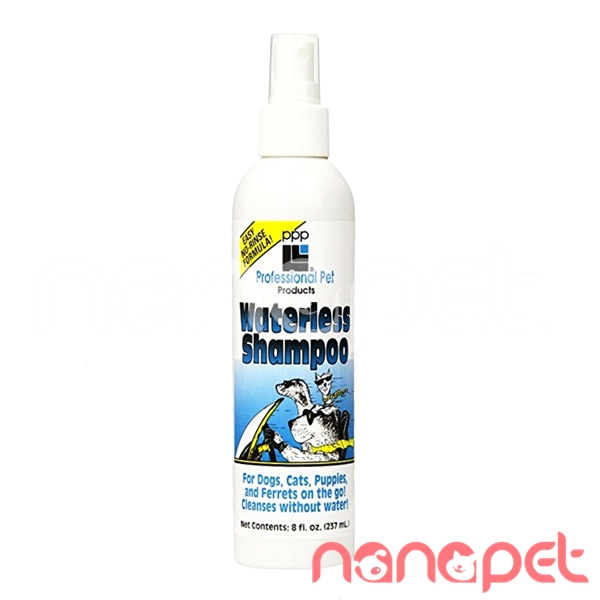 EASY
NO-RINSE
FORMULA!
ppp
®
Professional Pet
Products
Waterless
Shampoo
For Dogs, Cats, Puppies,
and Ferrets on the go!
Cleanses without water!
Net Contents: 8 fl. oz. (237 mL)
nanapet